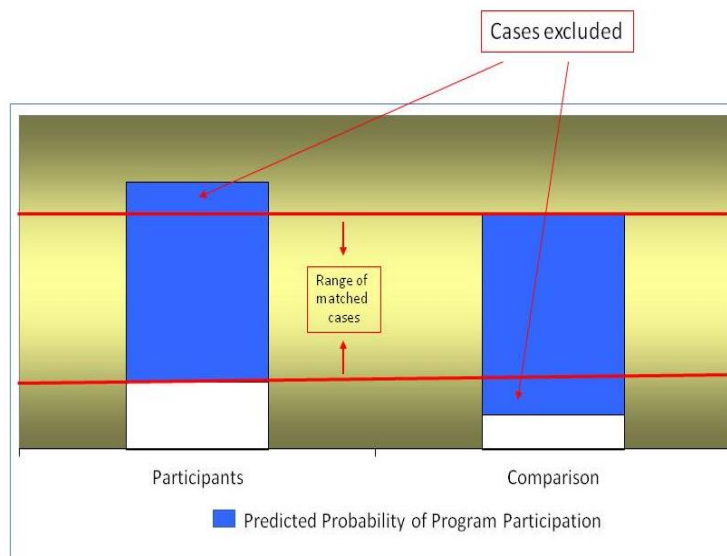 Cases excluded
Range of
matched
cases
Participants
Comparison
Predicted Probability of Program Participation